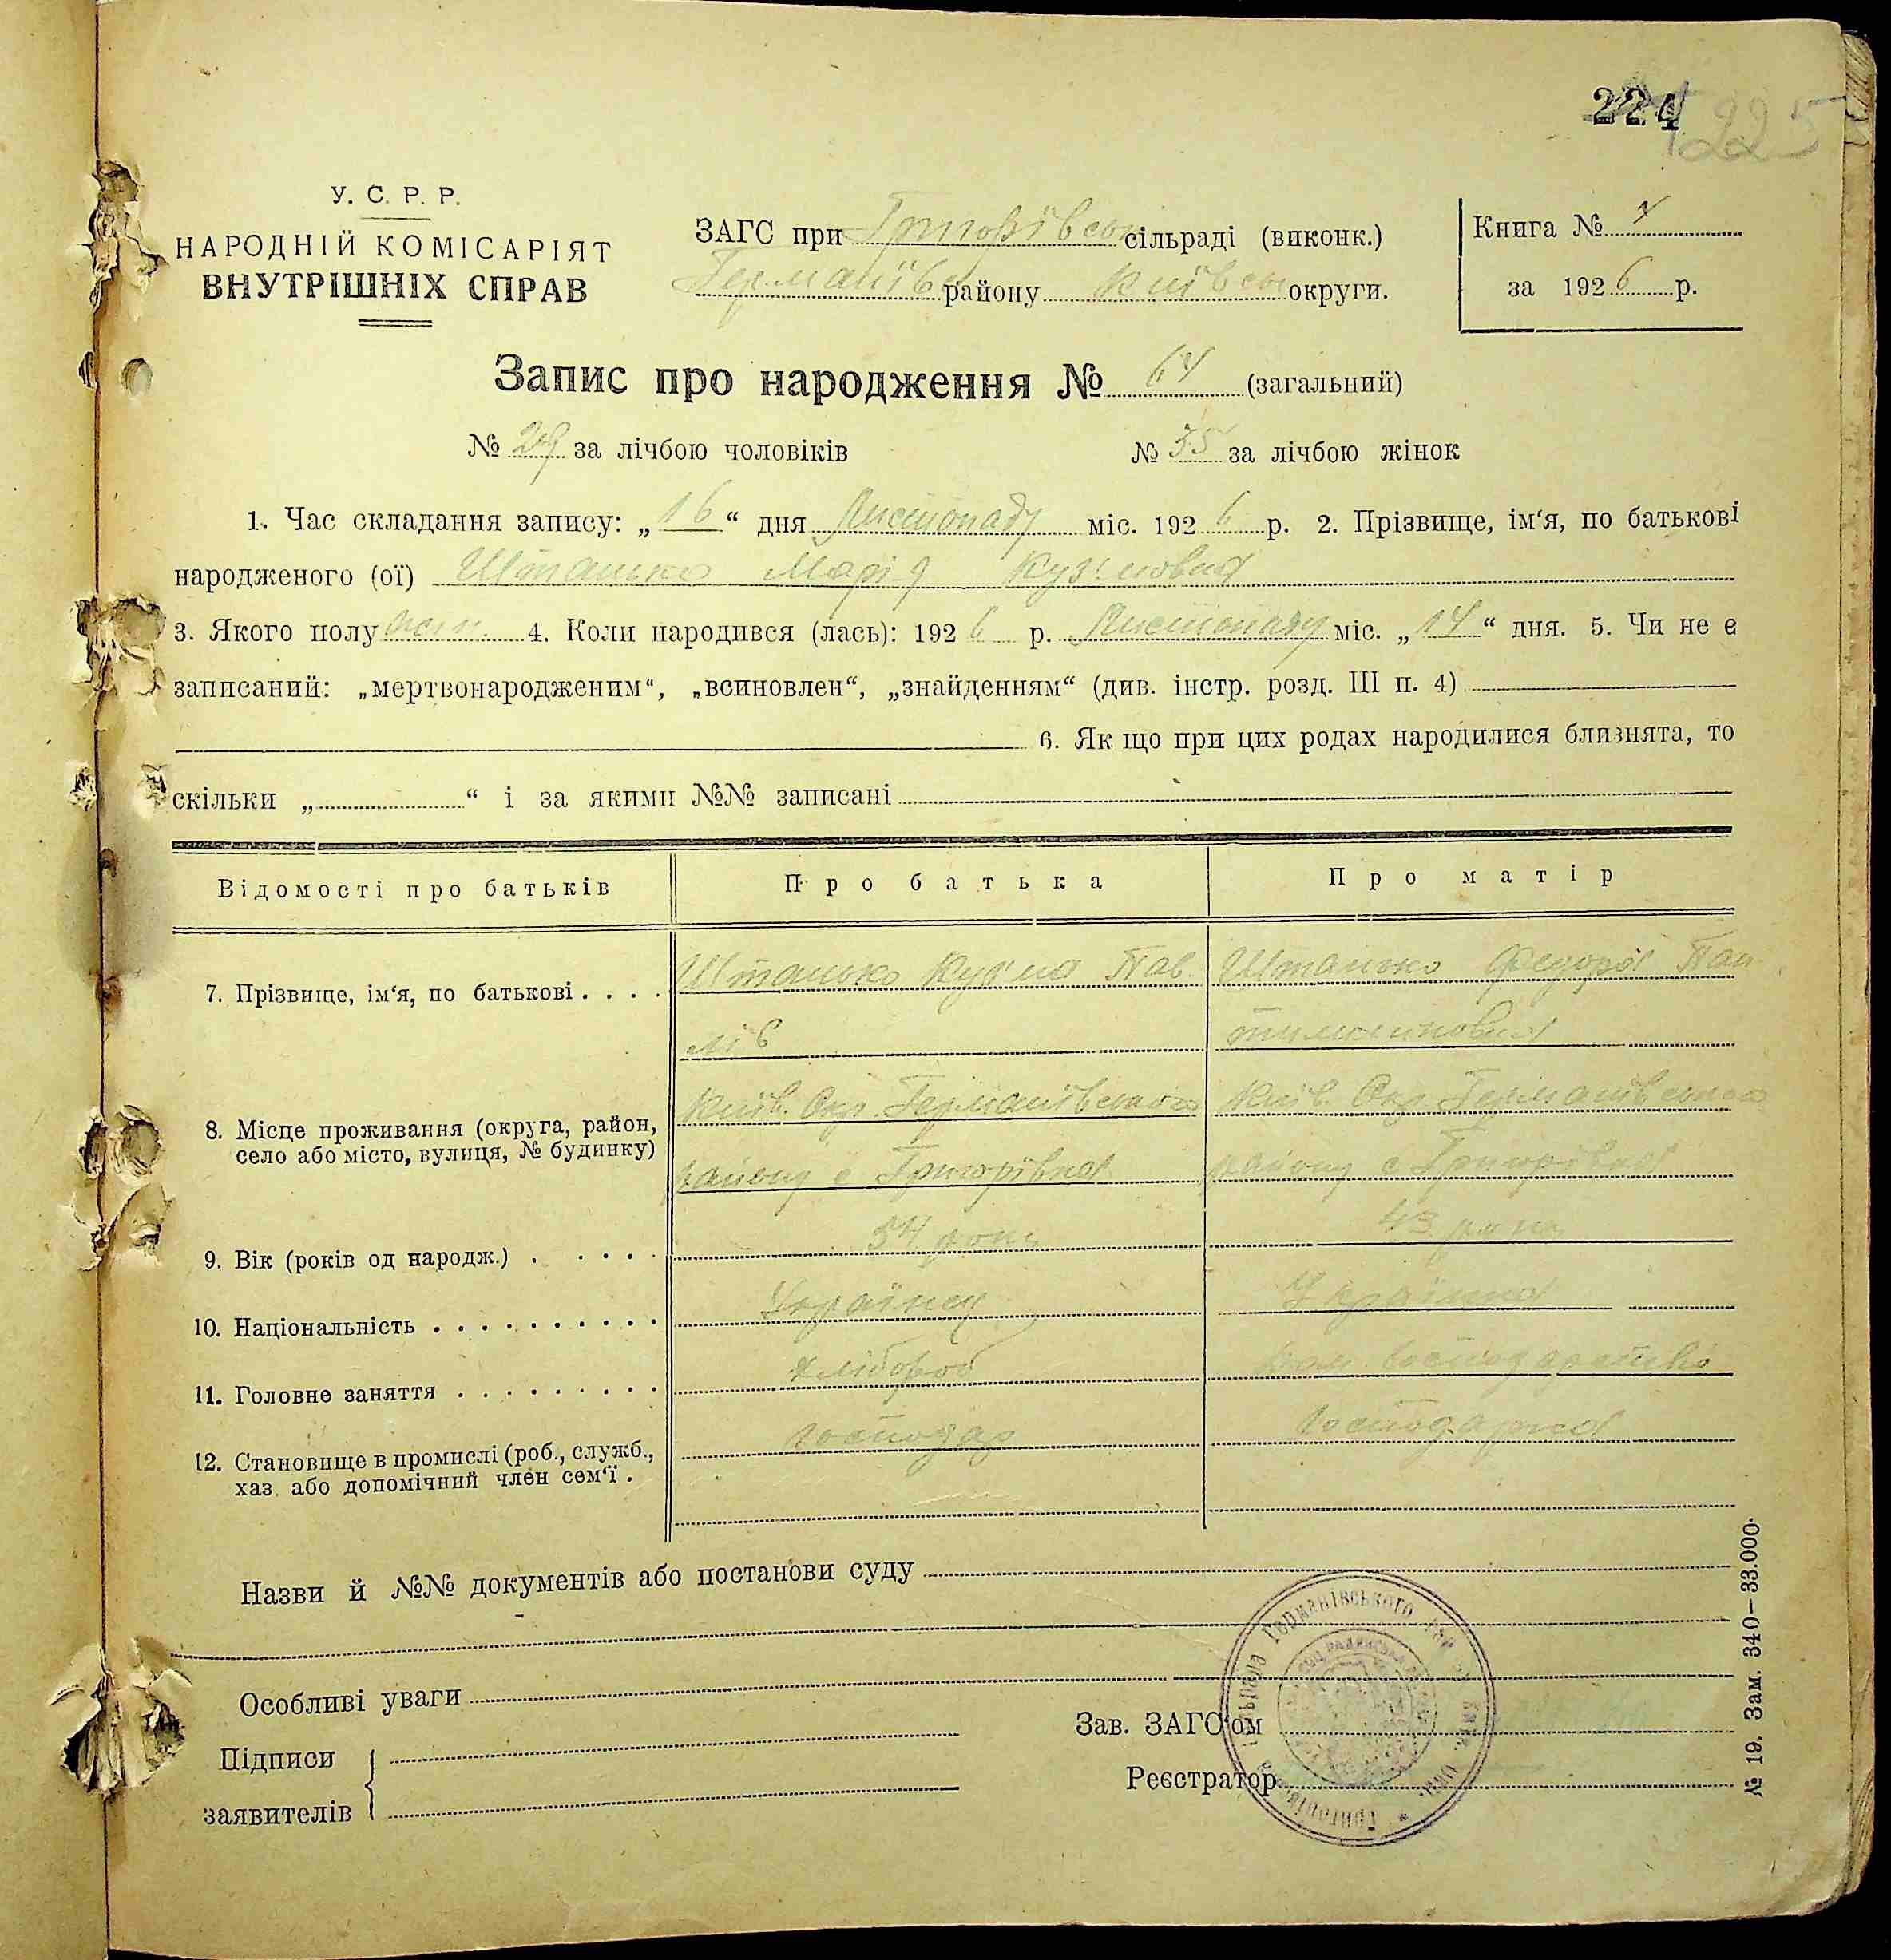 224
225
У. С. Р. Р.
НАРОДНІЙ КОМІСАРІЯТ
ВНУТРІШНІХ СПРАВ
ЗАГС при Григорівськ сільраді (виконк.)
Германівс району Київськ округи.
Книга №
за 1926 р.
Запис про народження № 64 (загальний)
№ 29 за лічбою чоловіків № 35 за лічбою жінок
1. Час складання запису: „16“ дня Листопаду міс. 1926 р. 2. Прізвище, ім‘я, по батькові
народженого (ої) Штанько Марія Кузьмовна
3. Якого полу жін. 4. Коли народився (лась): 1926 р. Листопаду міс. „14“ дня. 5. Чи не є
записаний: „мертвонародженим“, „всиновлен“, „знайденням“ (див. інстр. розд. III п. 4)
6. Як що при цих родах народилися близнята, то
скільки „ “ і за якими №№ записані
Відомості про батьків Про батька Про матір
7. Прізвище, ім‘я, по батькові . . . . Штанько Кузьма Пав Штанько Федора Пан
лів
8. Місце проживання (округа, район, село або місто, вулиця, № будинку) Київ. Окр. Германівського Київ. Окр. Германівського
району с Григорівка району с Григорівка
9. Вік (років од народж.) . . . . 54 роки 43 роки
10. Національність . . . . . . . . . . Українец Українка
11. Головне заняття . . . . . . . . . Хлібороб дом. господарство
12. Становище в промислі (роб., служб., хаз. або допомічний член сем‘ї . Господар Господарка
Назви й №№ документів або постанови суду
Особливі уваги
Підписи
заявителів
Зав. ЗАГС‘ом
Реєстратор
Германівського
№ 19. Зам. 340—33.000.